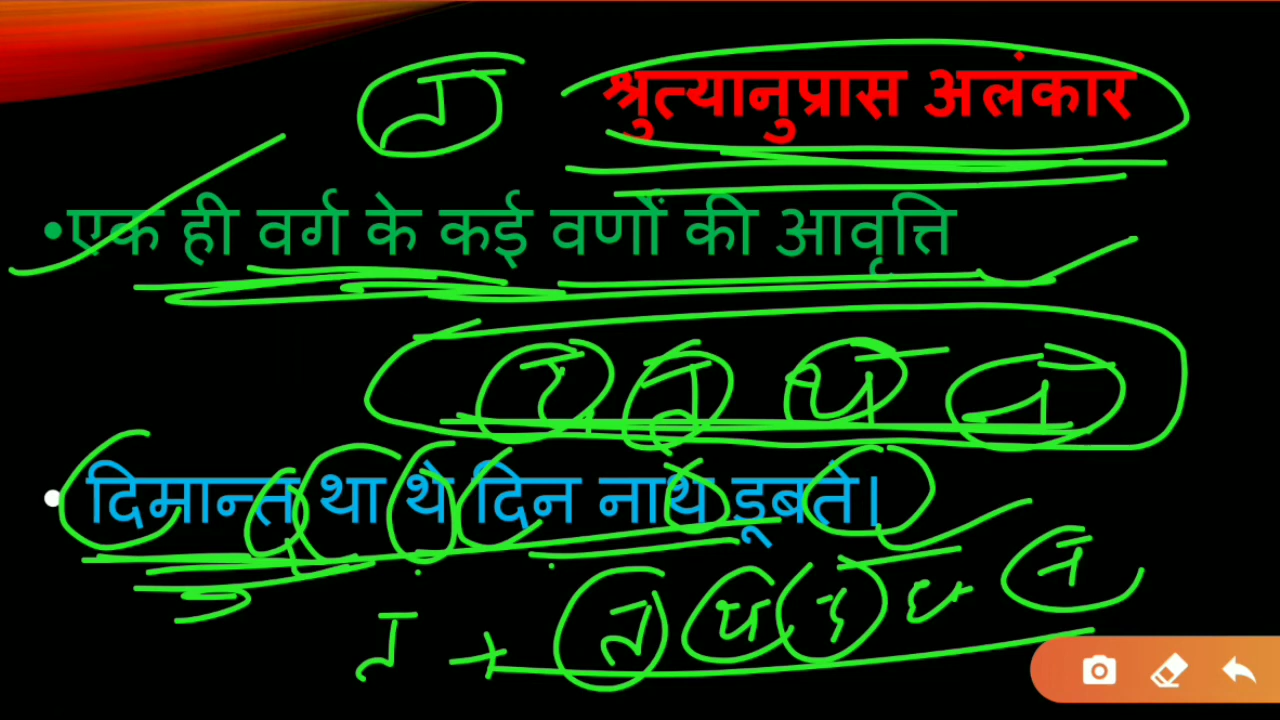 त श्रुत्यानुप्रास अलंकार
•एक ही वर्ग के कई वर्णों की आवृत्ति
द त थ न
• दिमान्त था थे दिन नाथ डूबते।
त + त थ द ध न